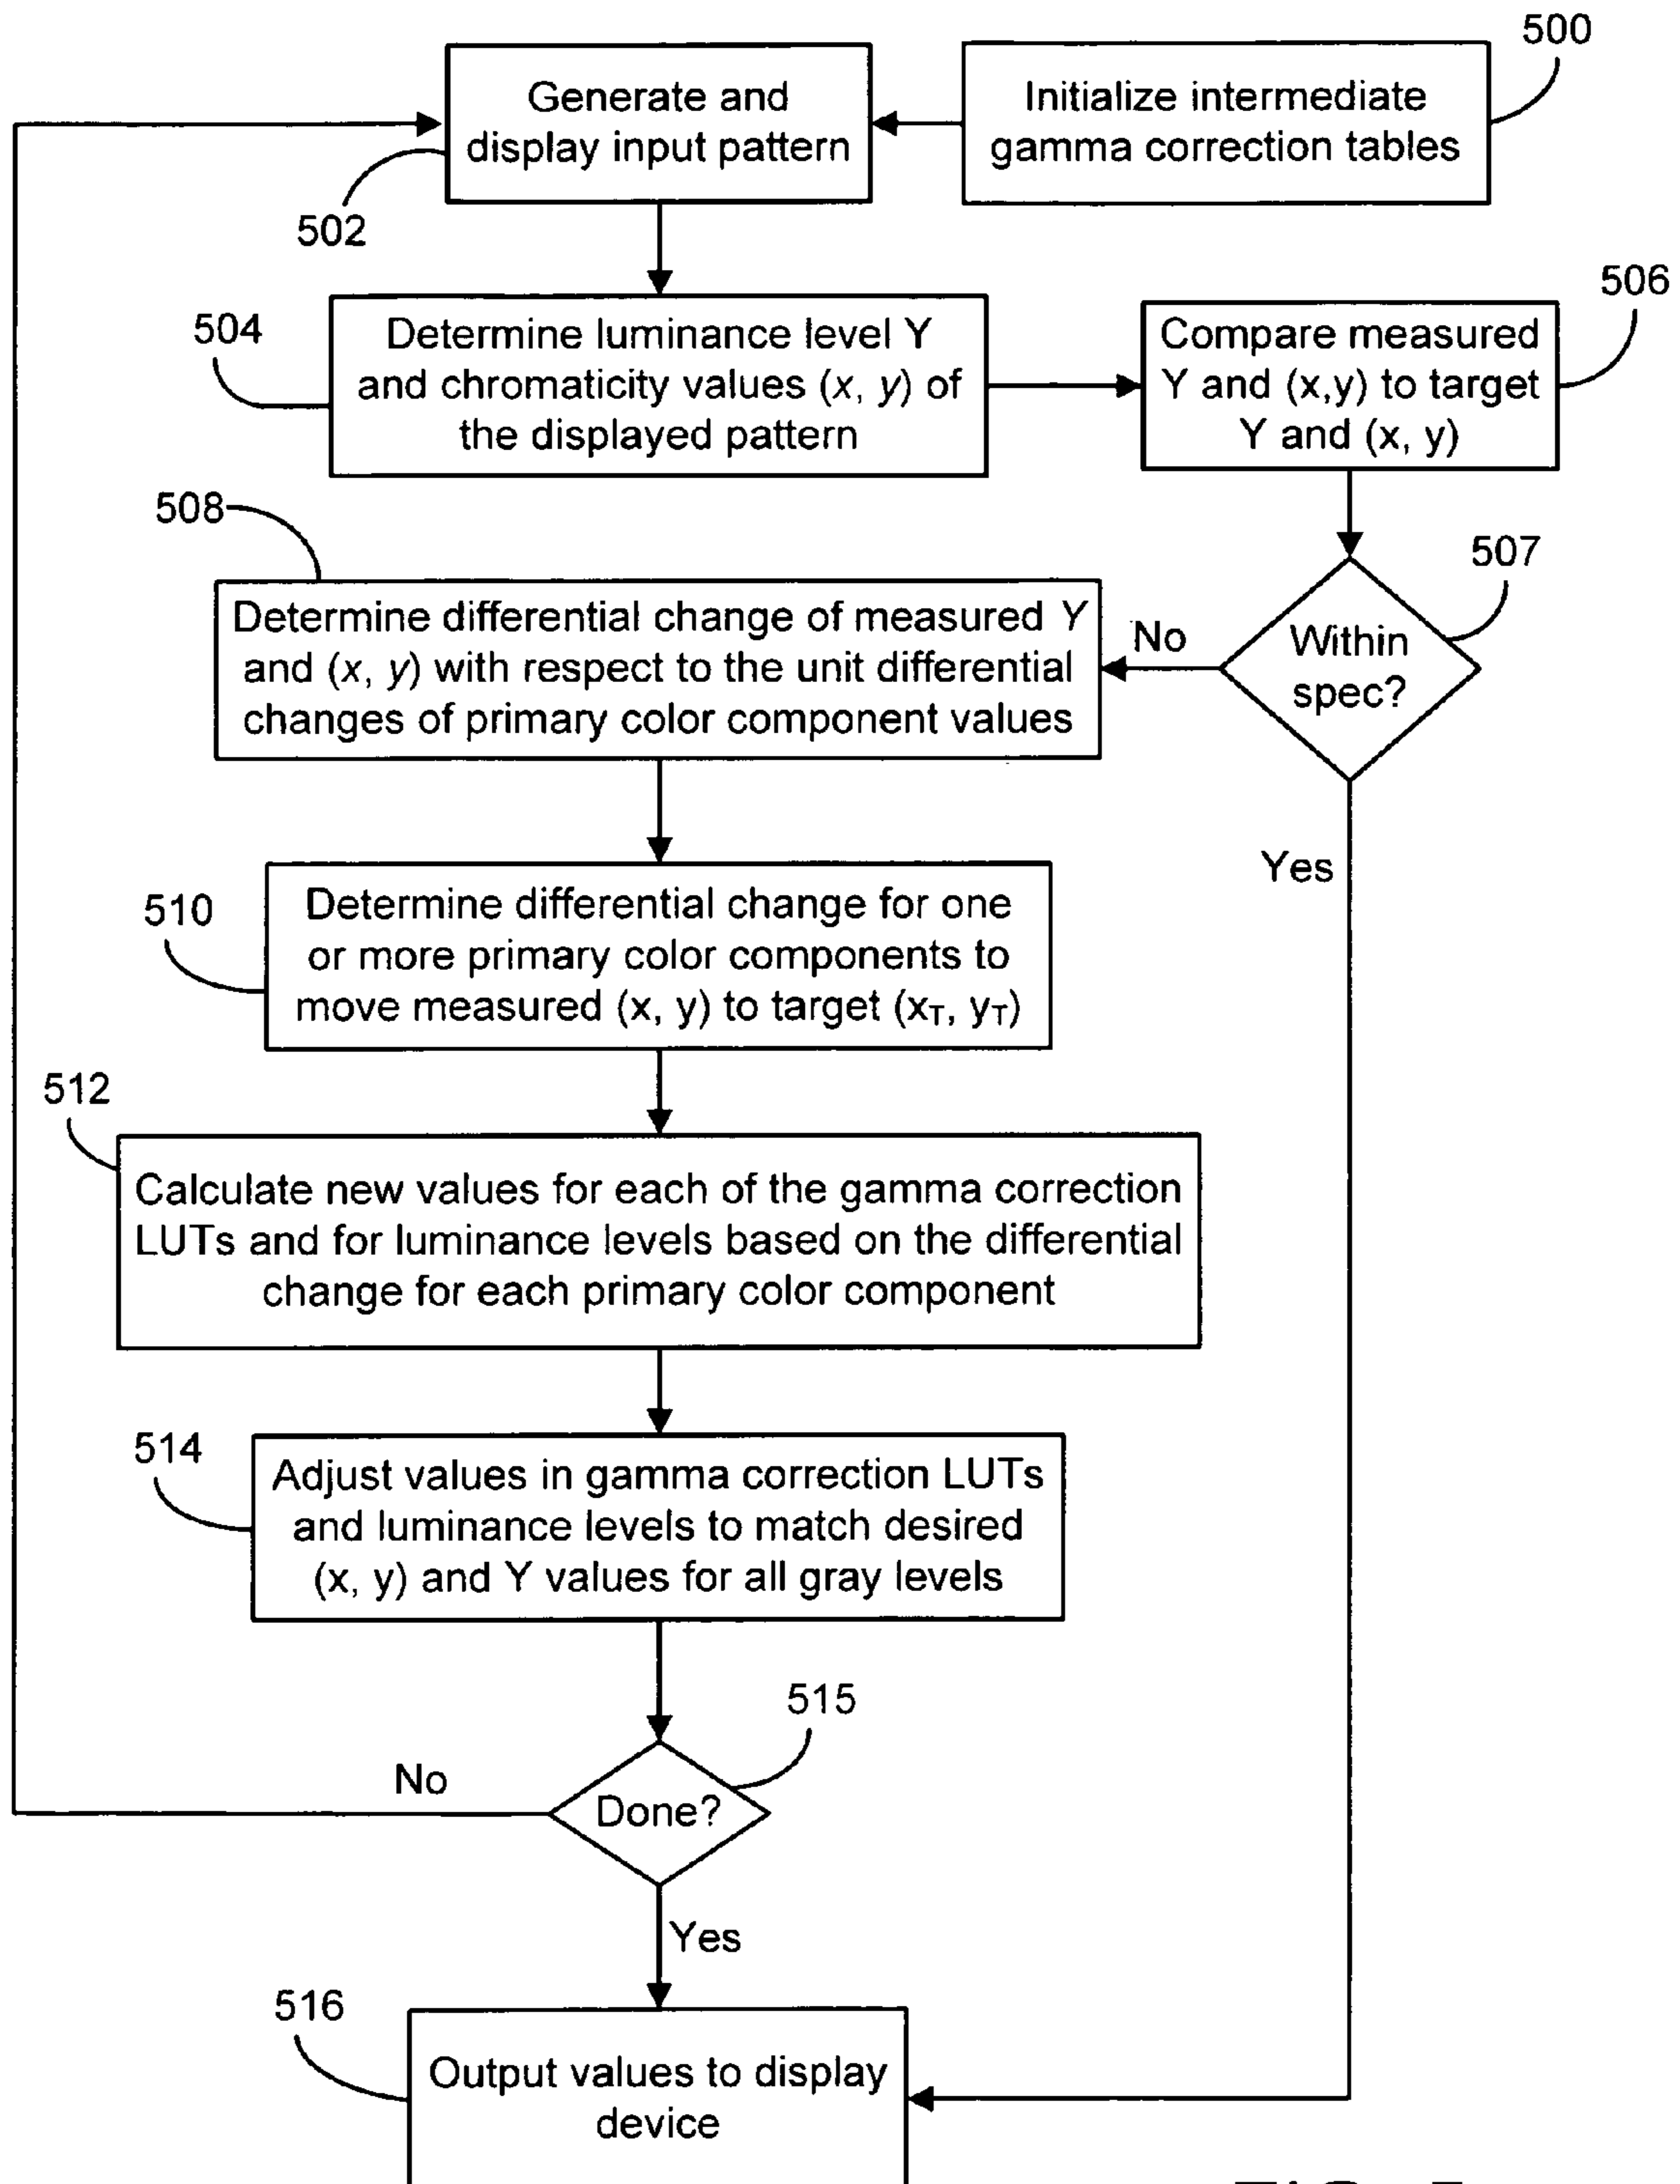 500
Generate and
display input pattern
Initialize intermediate
gamma correction tables
502
504
Determine luminance level Y
and chromaticity values (x, y) of
the displayed pattern
506
Compare measured
Y and (x,y) to target
Y and (x, y)
508
Determine differential change of measured Y
and (x, y) with respect to the unit differential
changes of primary color component values
No
507
Within
spec?
Yes
510
Determine differential change for one
or more primary color components to
move measured (x, y) to target (xT, yT)
512
Calculate new values for each of the gamma correction
LUTs and for luminance levels based on the differential
change for each primary color component
514
Adjust values in gamma correction LUTs
and luminance levels to match desired
(x, y) and Y values for all gray levels
515
No
Done?
Yes
516
Output values to display
device